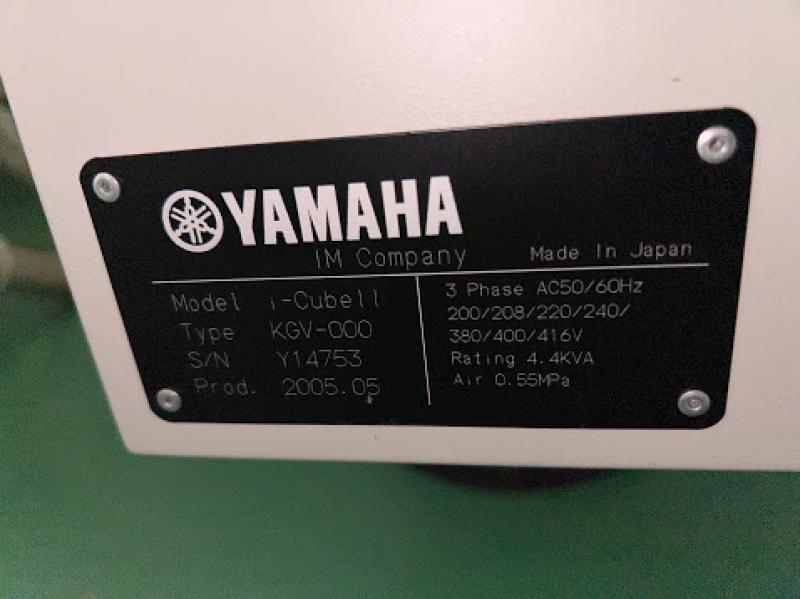 YAMAHA
IM Company
Made In Japan
Model i-CubeII
Type KGV-000
S/N Y14753
Prod. 2005.05
3 Phase AC50/60Hz
200/208/220/240/
380/400/416V
Rating 4.4KVA
Air 0.55MPa